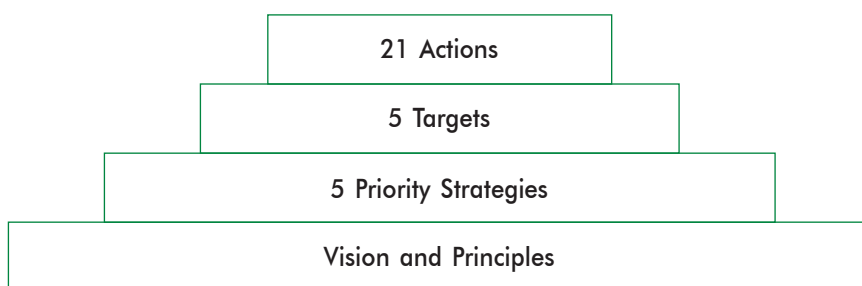 21 Actions
5 Targets
5 Priority Strategies
Vision and Principles